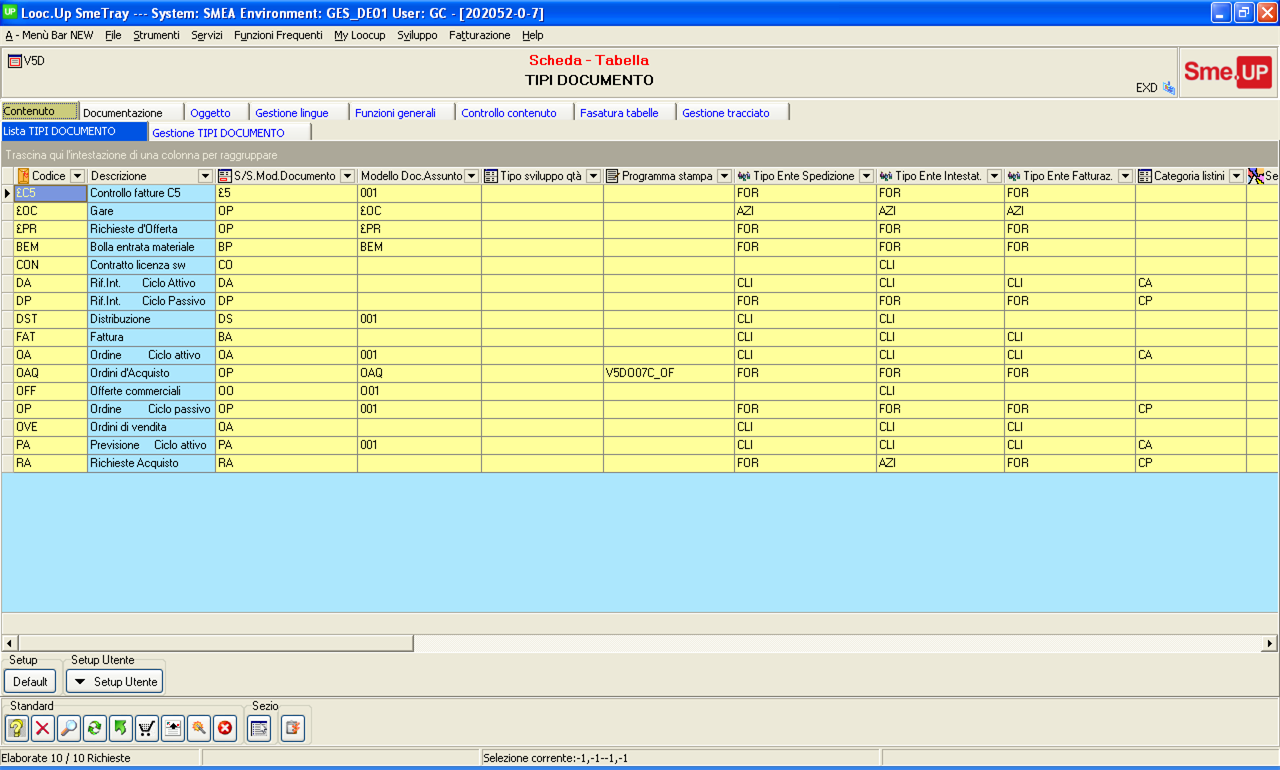 UP Looc.Up SmeTray --- System: SMEA Environment: GES_DE01 User: GC - [202052-0-7]
A - Menù Bar NEW File Strumenti Servizi Funzioni Frequenti My Loocup Sviluppo Fatturazione Help
V5D
Scheda - Tabella
TIPI DOCUMENTO
EXD
Sme.UP
Contenuto Documentazione Oggetto Gestione lingue Funzioni generali Controllo contenuto Fasatura tabelle Gestione tracciato
Lista TIPI DOCUMENTO Gestione TIPI DOCUMENTO
Trascina qui l'intestazione di una colonna per raggruppare
Codice Descrizione S/S.Mod.Documento Modello Doc.Assunto Tipo sviluppo qtà Programma stampa Tipo Ente Spedizione Tipo Ente Intestat. Tipo Ente Fatturaz. Categoria listini Se
£C5 Controllo fatture C5 £5 001 FOR FOR FOR
£OC Gare OP £OC AZI AZI AZI
£PR Richieste d'Offerta OP £PR FOR FOR FOR
BEM Bolla entrata materiale BP BEM FOR FOR FOR
CON Contratto licenza sw CO CLI
DA Rif.Int. Ciclo Attivo DA CLI CLI CLI CA
DP Rif.Int. Ciclo Passivo DP FOR FOR FOR CP
DST Distribuzione DS 001 CLI CLI
FAT Fattura BA CLI CLI CLI
OA Ordine Ciclo attivo OA 001 CLI CLI CLI CA
OAQ Ordini d'Acquisto OP OAQ V5DO07C_OF FOR FOR FOR
OFF Offerte commerciali OO O01 CLI
OP Ordine Ciclo passivo OP 001 FOR FOR FOR CP
OVE Ordini di vendita OA CLI CLI CLI
PA Previsione Ciclo attivo PA 001 CLI CLI CLI CA
RA Richieste Acquisto RA FOR AZI FOR CP
Setup Setup Utente
Default Setup Utente
Standard Sezio
Elaborate 10 / 10 Richieste Selezione corrente:-1,-1--1,-1